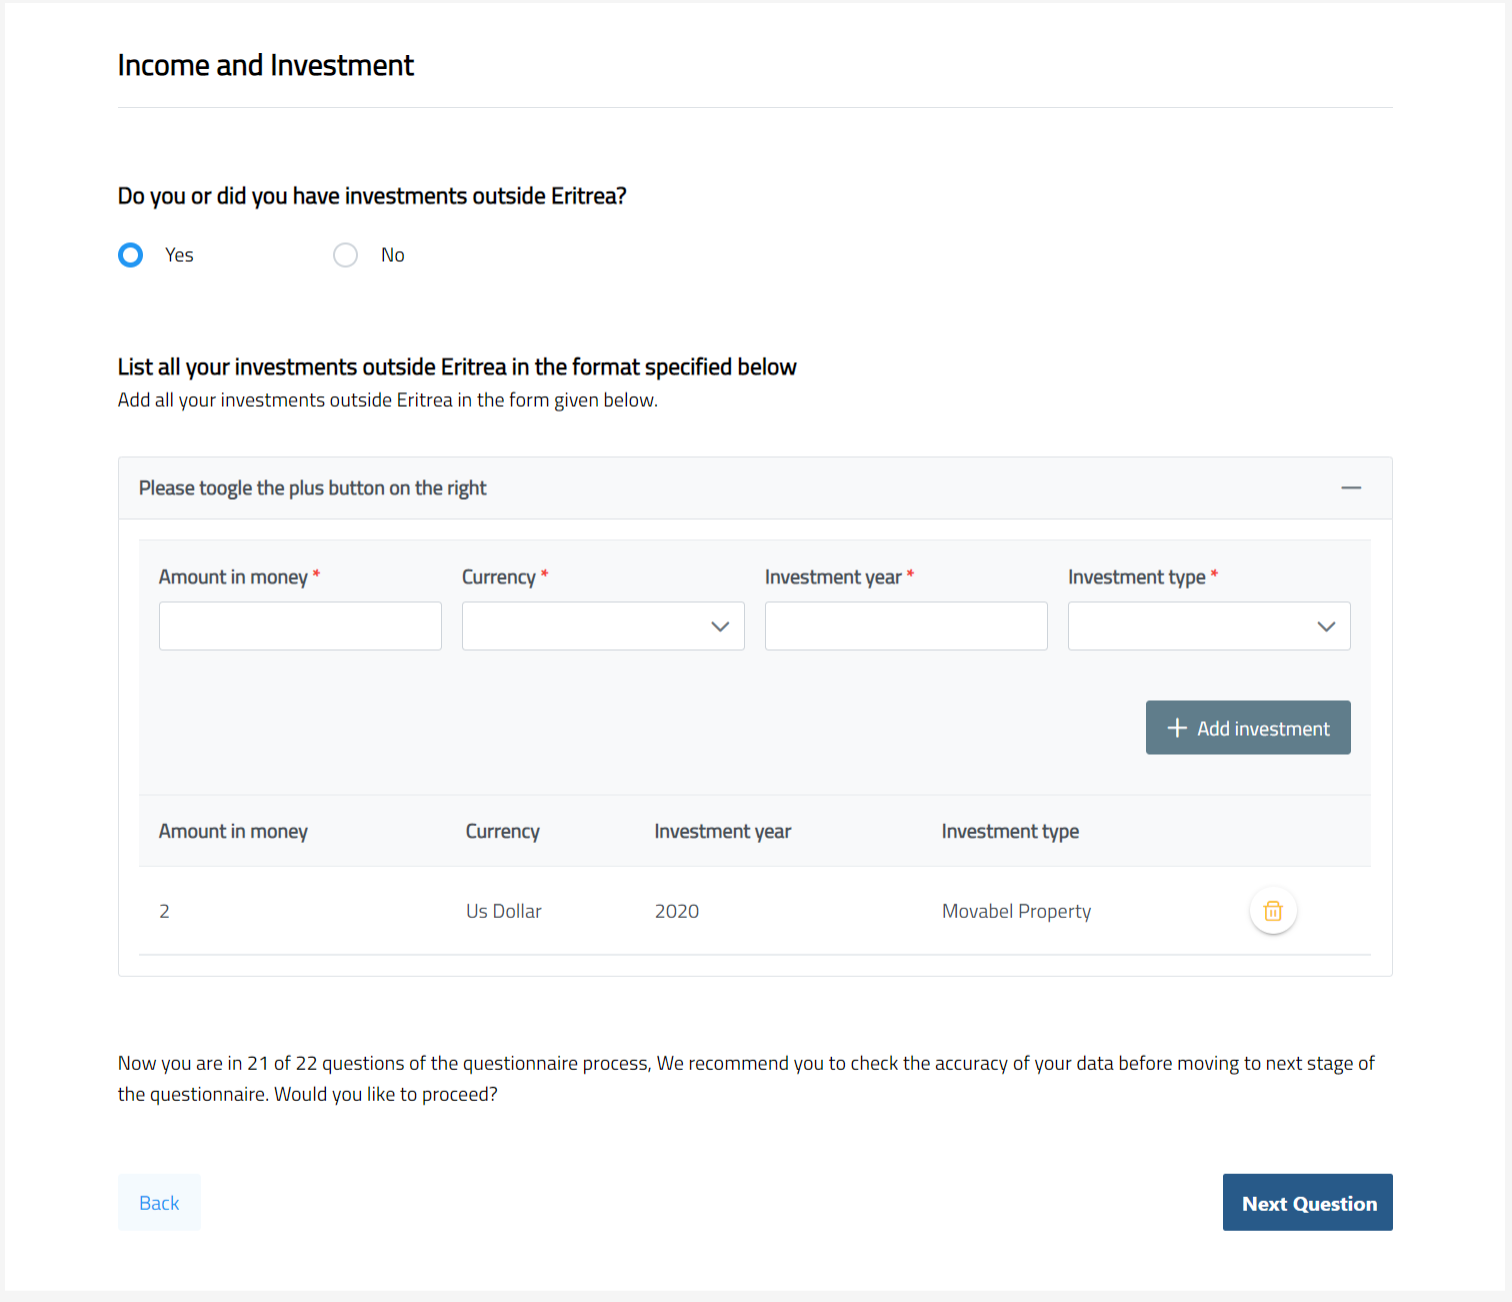 Income and Investment
Do you or did you have investments outside Eritrea?
Yes No
List all your investments outside Eritrea in the format specified below
Add all your investments outside Eritrea in the form given below.
Please toogle the plus button on the right
Amount in money * Currency * Investment year * Investment type *
+ Add investment
Amount in money Currency Investment year Investment type
2 Us Dollar 2020 Movabel Property
Now you are in 21 of 22 questions of the questionnaire process, We recommend you to check the accuracy of your data before moving to next stage of
the questionnaire. Would you like to proceed?
Back Next Question